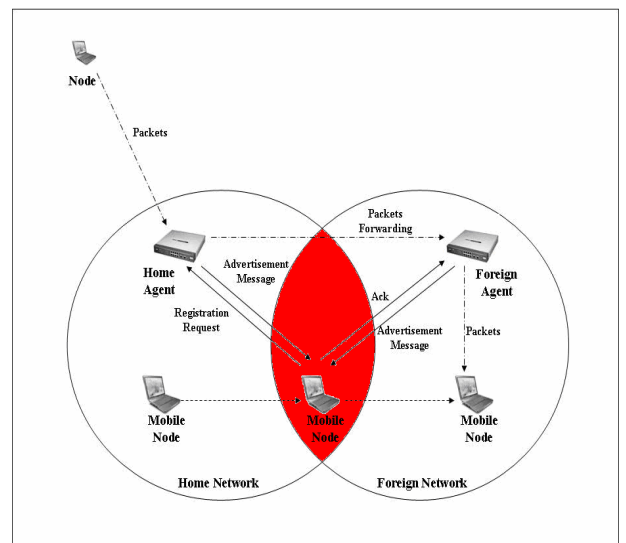 Node
Packets
Packets
Forwarding
Home
Agent
Advertisement
Message
Foreign
Agent
Ack
Registration
Request
Advertisement
Message
Packets
Mobile
Node
Mobile
Node
Mobile
Node
Home Network
Foreign Network